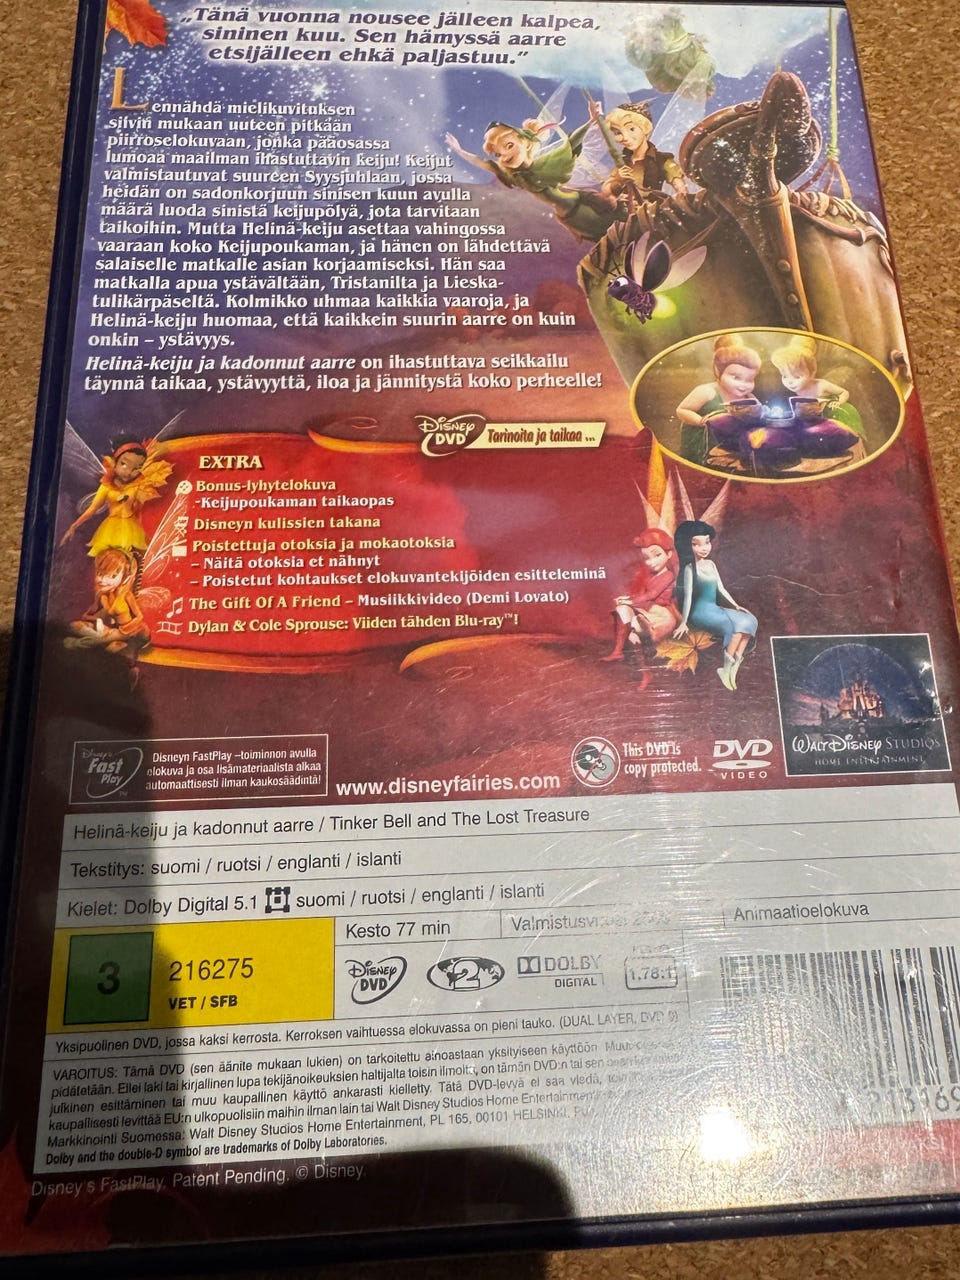 „Tänä vuonna nousee jälleen kalpea,
sininen kuu. Sen hämyssä aarre
etsijälleen ehkä paljastuu.”
Lennähdä mielikuvituksen
siivin mukaan uuteen pitkään
piirroselokuvaan, jonka pääosassa
lumoaa maailman ihastuttavin keiju! Keijut
valmistautuvat suureen Syysjuhlaan, jossa
heidän on sadonkorjuun sinisen kuun avulla
määrä luoda sinistä keijupölyä, jota tarvitaan
taikoihin. Mutta Helinä-keiju asettaa vahingossa
vaaraan koko Keijupoukaman, ja hänen on lähdettävä
salaiselle matkalle asian korjaamiseksi. Hän saa
matkalla apua ystävältään, Tristanilta ja Lieska-
tulikärpäseltä. Kolmikko uhmaa kaikkia vaaroja, ja
Helinä-keiju huomaa, että kaikkein suurin aarre on kuin
onkin – ystävyys.
Helinä-keiju ja kadonnut aarre on ihastuttava seikkailu
täynnä taikaa, ystävyyttä, iloa ja jännitystä koko perheelle!
Disney DVD Tarinoita ja taikaa ...
EXTRA
Bonus-lyhytelokuva
-Keijupoukaman taikaopas
Disneyn kulissien takana
Poistettuja otoksia ja mokaotoksia
– Näitä otoksia et nähnyt
– Poistetut kohtaukset elokuvantekijöiden esitteleminä
The Gift Of A Friend – Musiikkivideo (Demi Lovato)
Dylan & Cole Sprouse: Viiden tähden Blu-ray™!
Disney's Fast Play™
Disneyn FastPlay –toiminnon avulla
elokuva ja osa lisämateriaalista alkaa
automaattisesti ilman kaukosäädintä!
www.disneyfairies.com
This DVD is
copy protected.
DVD VIDEO
WALT DISNEY STUDIOS
HOME ENTERTAINMENT
Helinä-keiju ja kadonnut aarre / Tinker Bell and The Lost Treasure
Tekstitys: suomi / ruotsi / englanti / islanti
Kielet: Dolby Digital 5.1 suomi / ruotsi / englanti / islanti
Kesto 77 min
Animaatioelokuva
3
216275
VET / SFB
Disney DVD
2
DOLBY
DIGITAL
1.78:1
Yksipuolinen DVD, jossa kaksi kerrosta. Kerroksen vaihtuessa elokuvassa on pieni tauko. (DUAL LAYER, DVD 9)
VAROITUS: Tämä DVD (sen äänite mukaan lukien) on tarkoitettu ainoastaan yksityiseen käyttöön
pidätetään. Ellei laki tai kirjallinen lupa tekijänoikeuksien haltijalta toisin ilmoita, on tämän DVD:n tai sen
julkinen esittäminen tai muu kaupallinen käyttö ankarasti kielletty. Tätä DVD-levyä ei saa
kaupallisesti levittää EU:n ulkopuolisiin maihin ilman lain tai Walt Disney Studios Home Entertainment
Markkinointi Suomessa: Walt Disney Studios Home Entertainment, PL 165, 00101 HELSINKI,
Dolby and the double-D symbol are trademarks of Dolby Laboratories.
Disney's FastPlay. Patent Pending. © Disney.